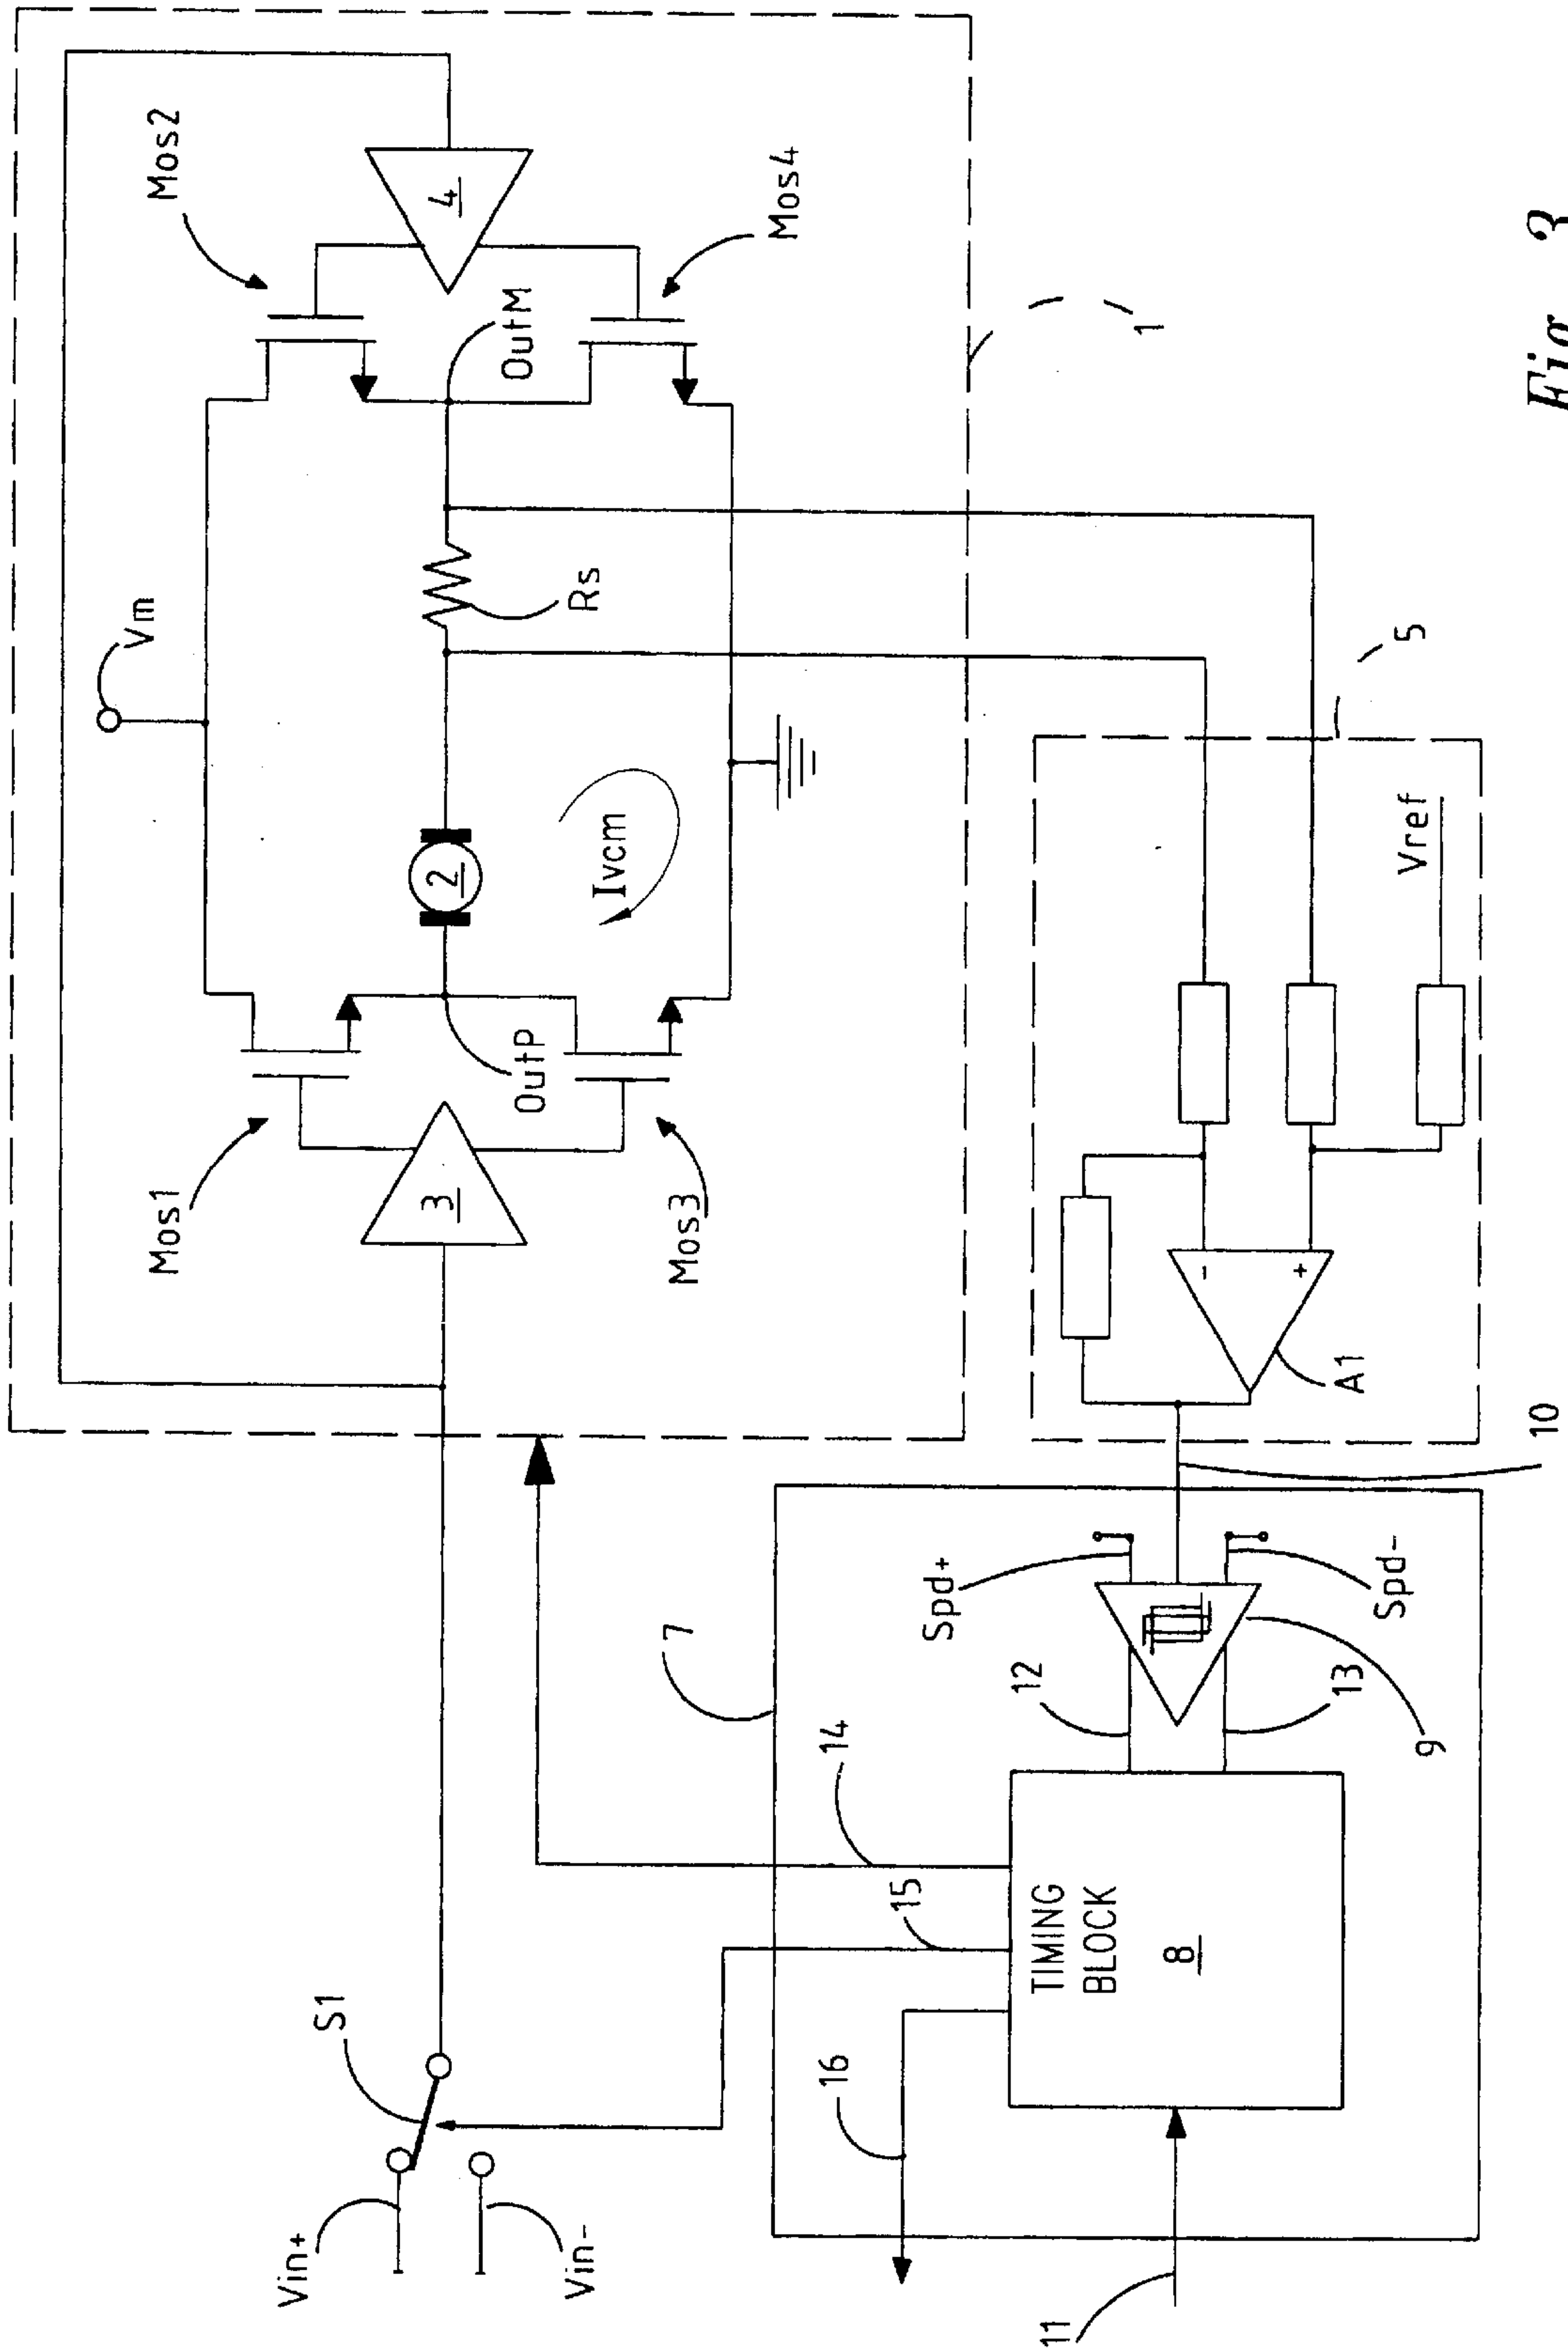 Vm
Mos1
Mos2
3
4
OutP
2
Rs
OutM
Mos3
Ivcm
Mos4
1
S1
Vin+
Vin-
7
5
14
15
16
12
Spd+
TIMING
BLOCK
8
-
+
13
Spd-
A1
Vref
11
9
10
Fig. 3